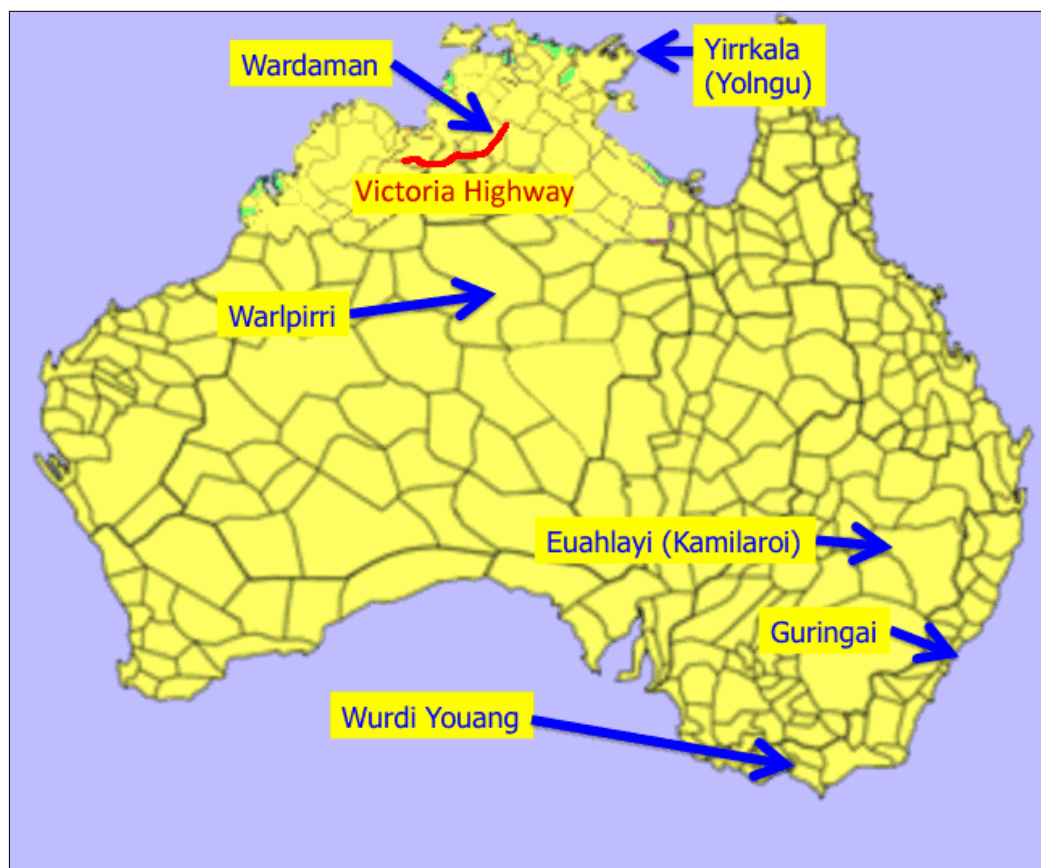 Wardaman
Yirrkala
(Yolngu)
Victoria Highway
Warlpirri
Euahlayi (Kamilaroi)
Guringai
Wurdi Youang